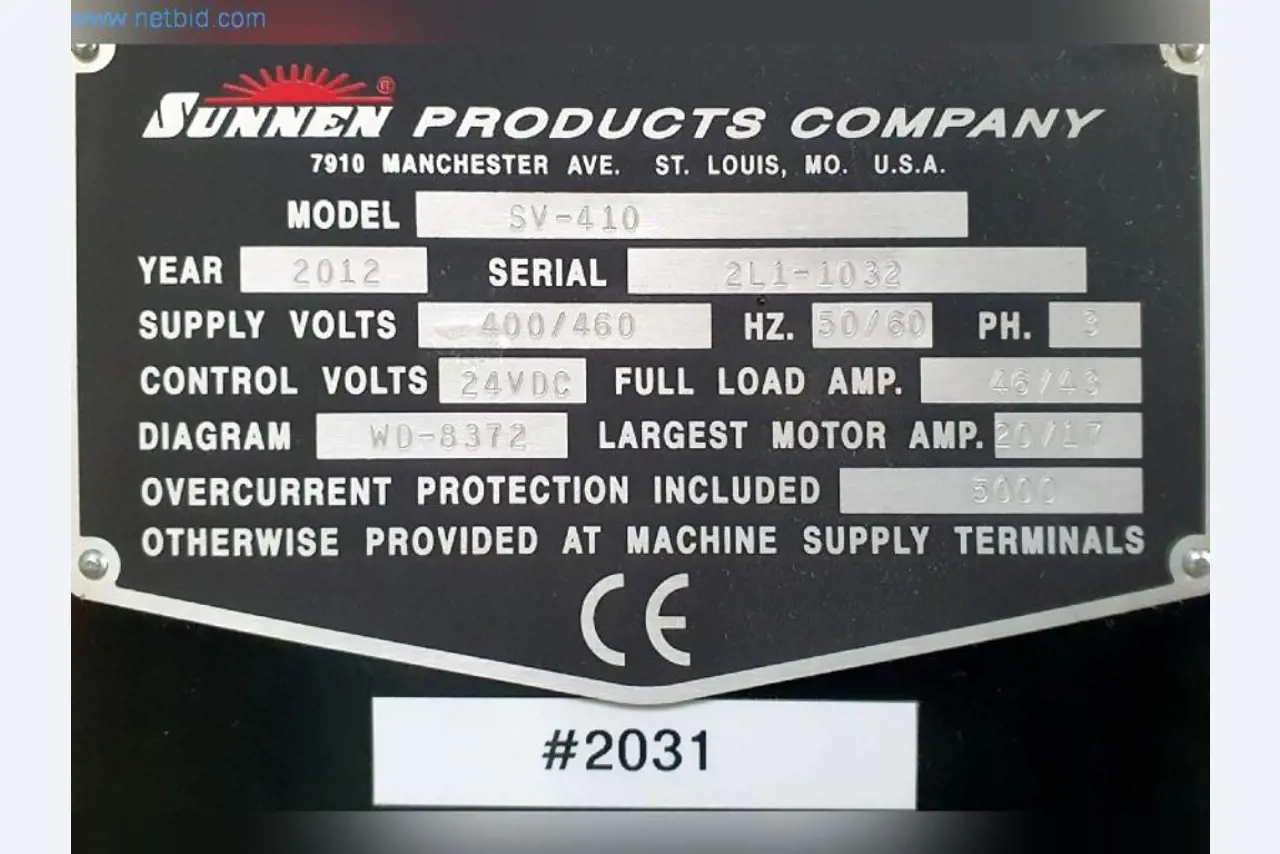 www.netbid.com
SUNNEN® PRODUCTS COMPANY
7910 MANCHESTER AVE. ST. LOUIS, MO. U.S.A.
MODEL SV-410
YEAR 2012 SERIAL 2L1-1032
SUPPLY VOLTS 400/460 HZ. 50/60 PH. 3
CONTROL VOLTS 24VDC FULL LOAD AMP. 46/43
DIAGRAM WD-8372 LARGEST MOTOR AMP. 20/17
OVERCURRENT PROTECTION INCLUDED 5000
OTHERWISE PROVIDED AT MACHINE SUPPLY TERMINALS
CE
#2031